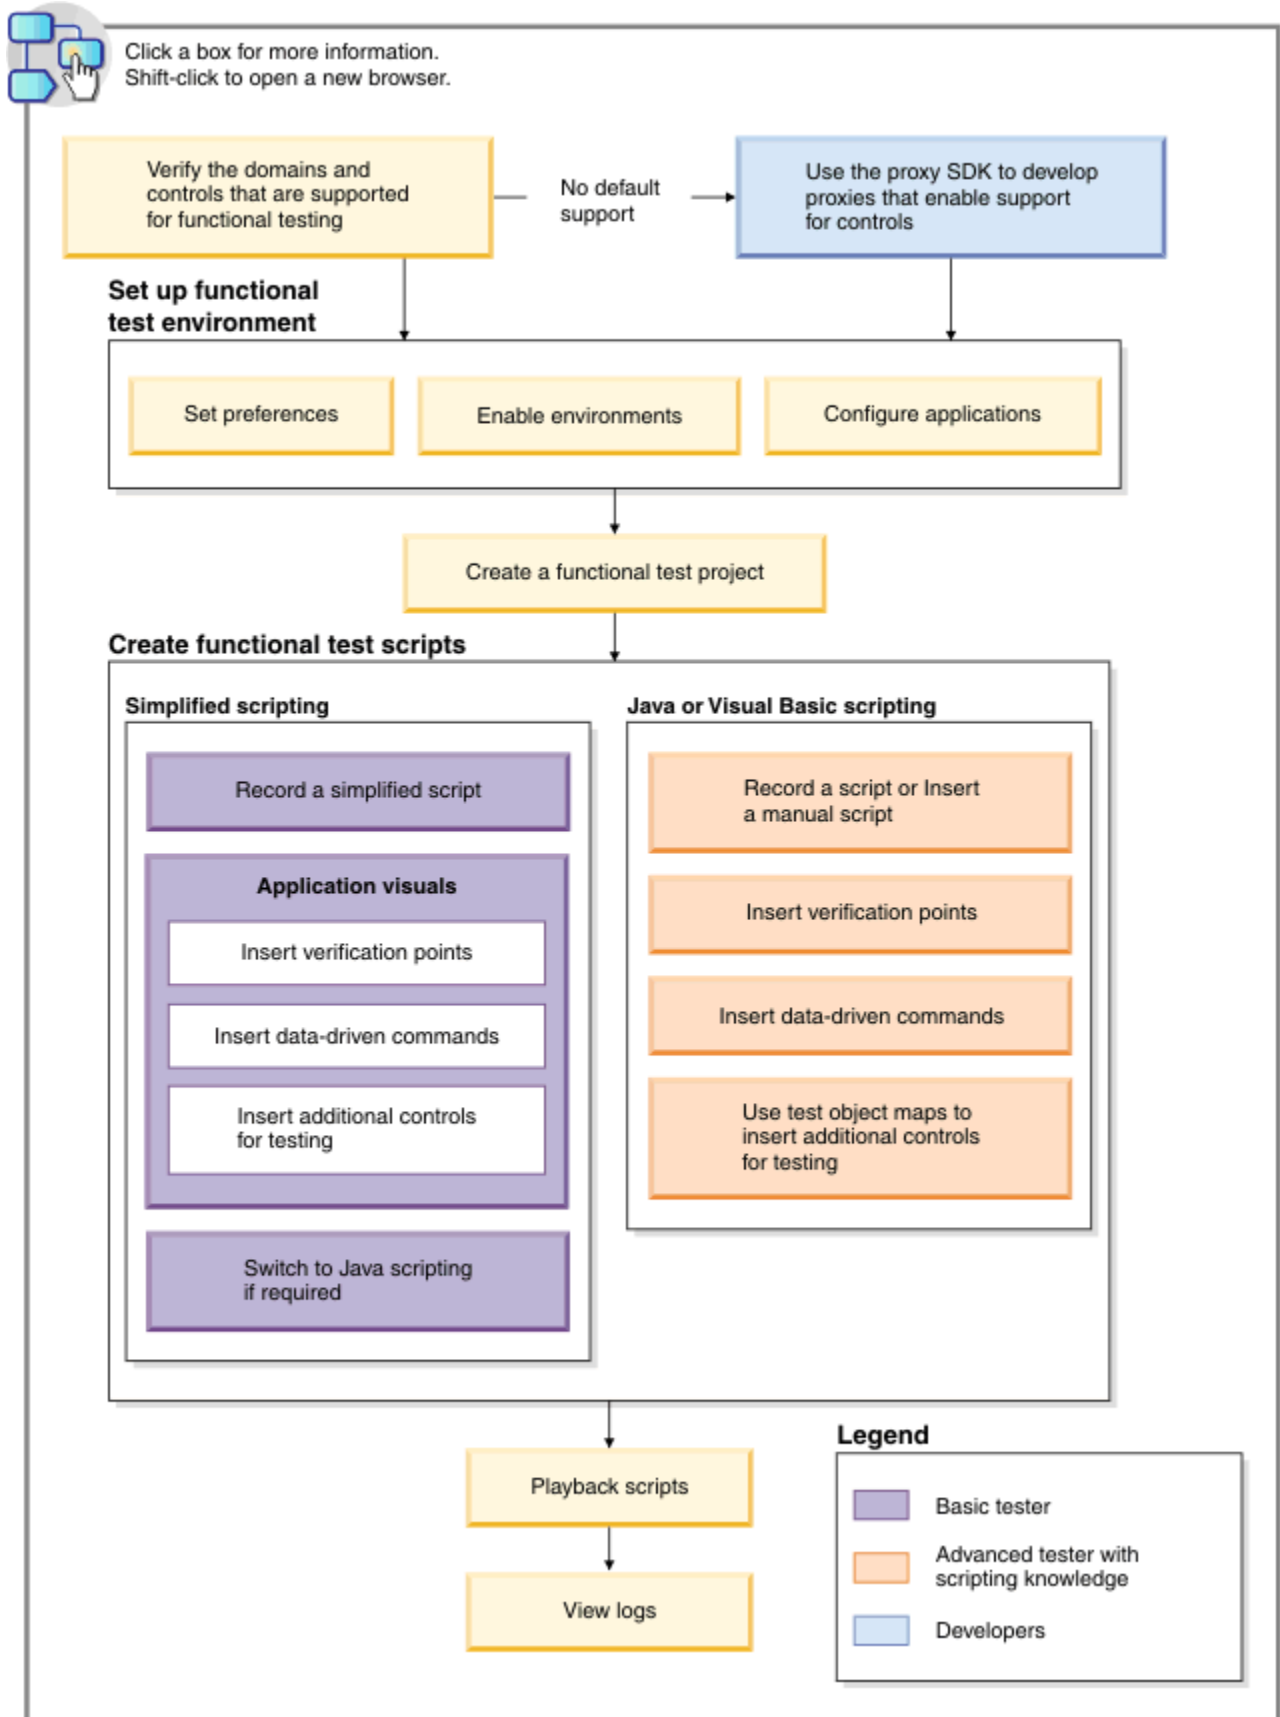 Click a box for more information.
Shift-click to open a new browser.
Verify the domains and
controls that are supported
for functional testing
No default
support
Use the proxy SDK to develop
proxies that enable support
for controls
Set up functional
test environment
Set preferences
Enable environments
Configure applications
Create a functional test project
Create functional test scripts
Simplified scripting
Record a simplified script
Application visuals
Insert verification points
Insert data-driven commands
Insert additional controls
for testing
Switch to Java scripting
if required
Java or Visual Basic scripting
Record a script or Insert
a manual script
Insert verification points
Insert data-driven commands
Use test object maps to
insert additional controls
for testing
Playback scripts
View logs
Legend
Basic tester
Advanced tester with
scripting knowledge
Developers